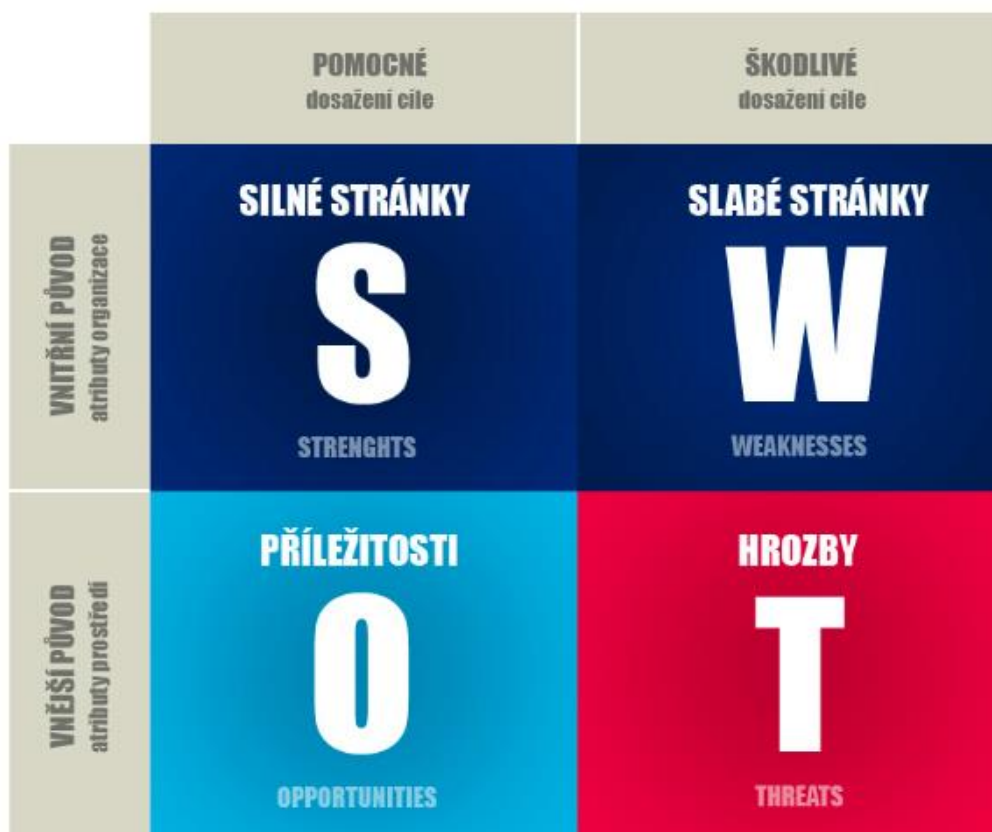 POMOCNÉ
dosažení cíle
ŠKODLIVÉ
dosažení cíle
VNITŘNÍ PŮVOD
atributy organizace
SILNÉ STRÁNKY
S
STRENGHTS
SLABÉ STRÁNKY
W
WEAKNESSES
VNĚJŠÍ PŮVOD
atributy prostředí
PŘÍLEŽITOSTI
O
OPPORTUNITIES
HROZBY
T
THREATS